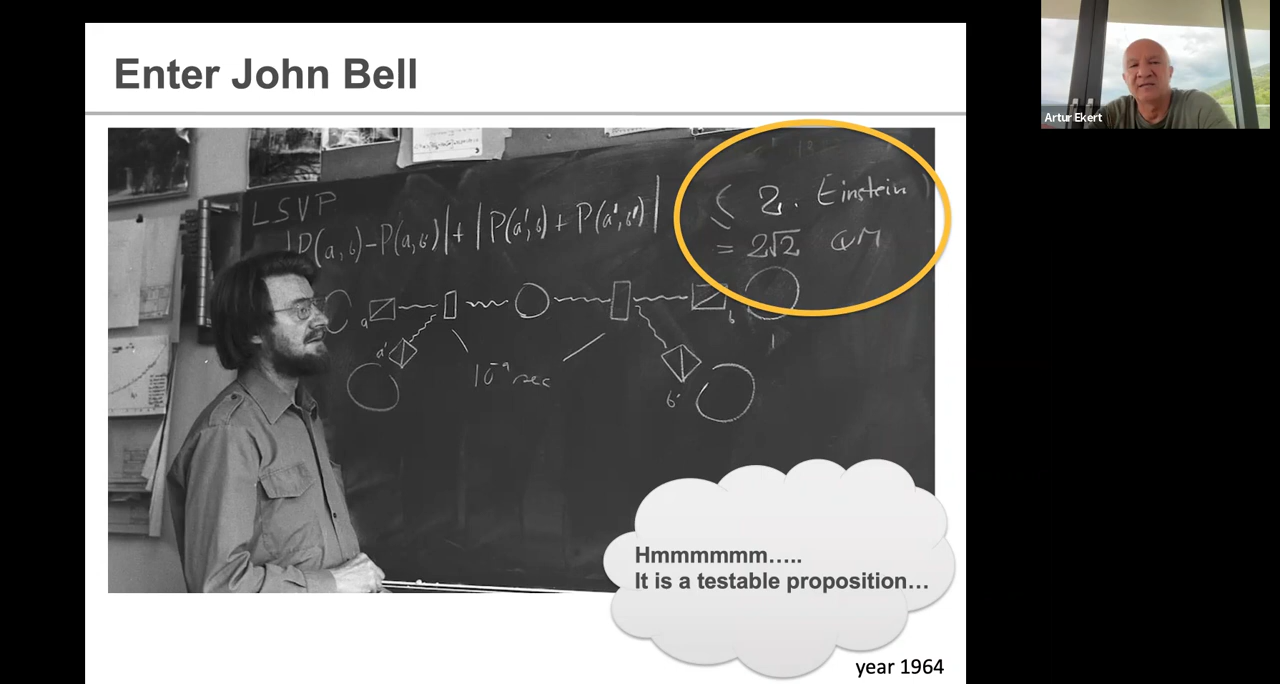 Enter John Bell
Artur Ekert
LSVP
|P(a,b)-P(a,b')|+|P(a',b)+P(a',b')|
≤ 2. Einstein
= 2√2 QM
a
b
a'
10⁻⁹ sec
b'
Hmmmmmm.....
It is a testable proposition...
year 1964